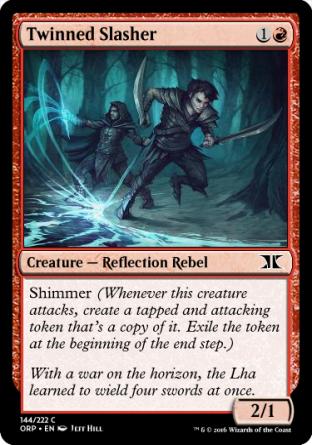 Twinned Slasher 1
Creature — Reflection Rebel
Shimmer (Whenever this creature
attacks, create a tapped and attacking
token that's a copy of it. Exile the token
at the beginning of the end step.)
With a war on the horizon, the Lha
learned to wield four swords at once.
2/1
144/222 C
ORP • EN Jeff Hill
™ & © 2016 Wizards of the Coast